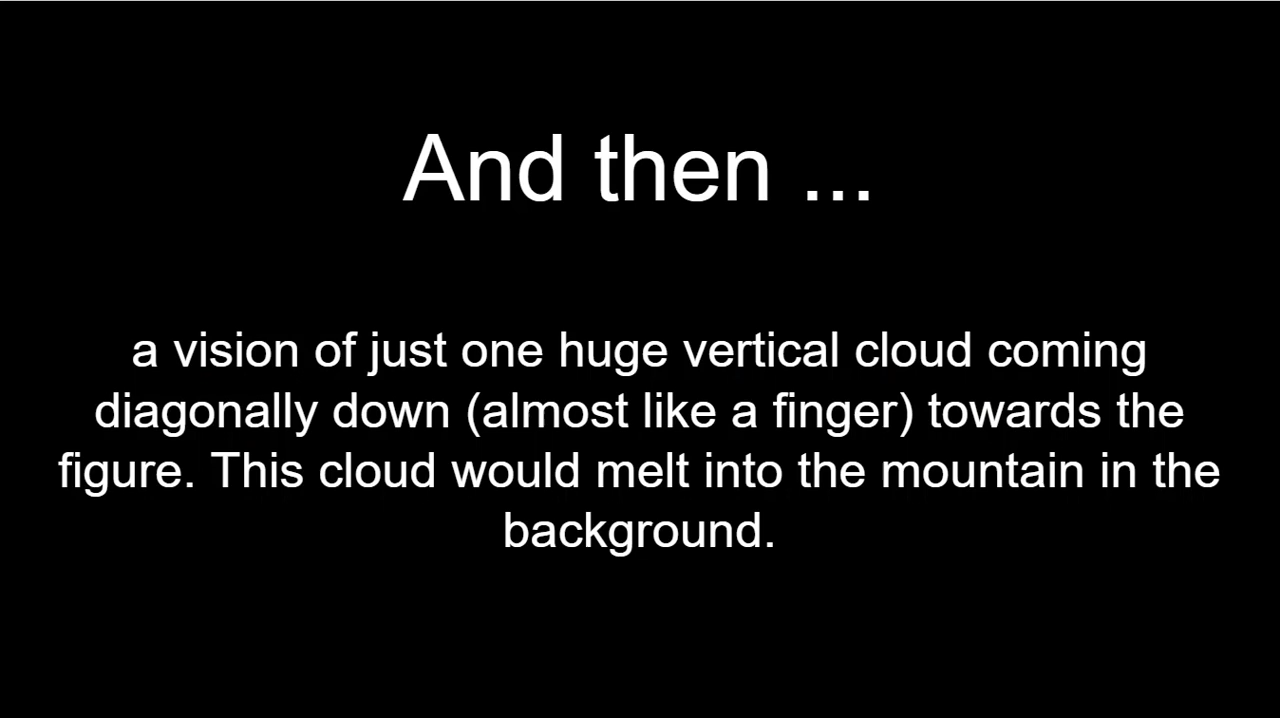 And then ...
a vision of just one huge vertical cloud coming
diagonally down (almost like a finger) towards the
figure. This cloud would melt into the mountain in the
background.